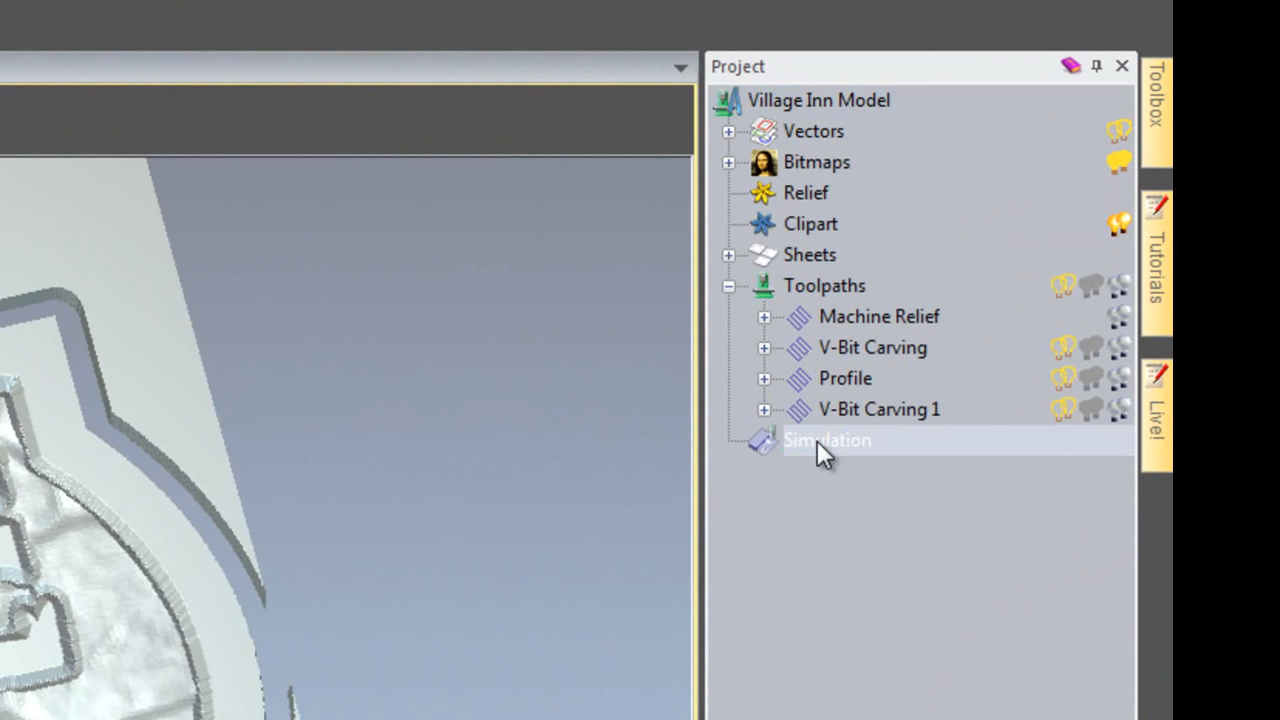 Project
Village Inn Model
Vectors
Bitmaps
Relief
Clipart
Sheets
Toolpaths
Machine Relief
V-Bit Carving
Profile
V-Bit Carving 1
Simulation
Toolbox
Tutorials
Live!